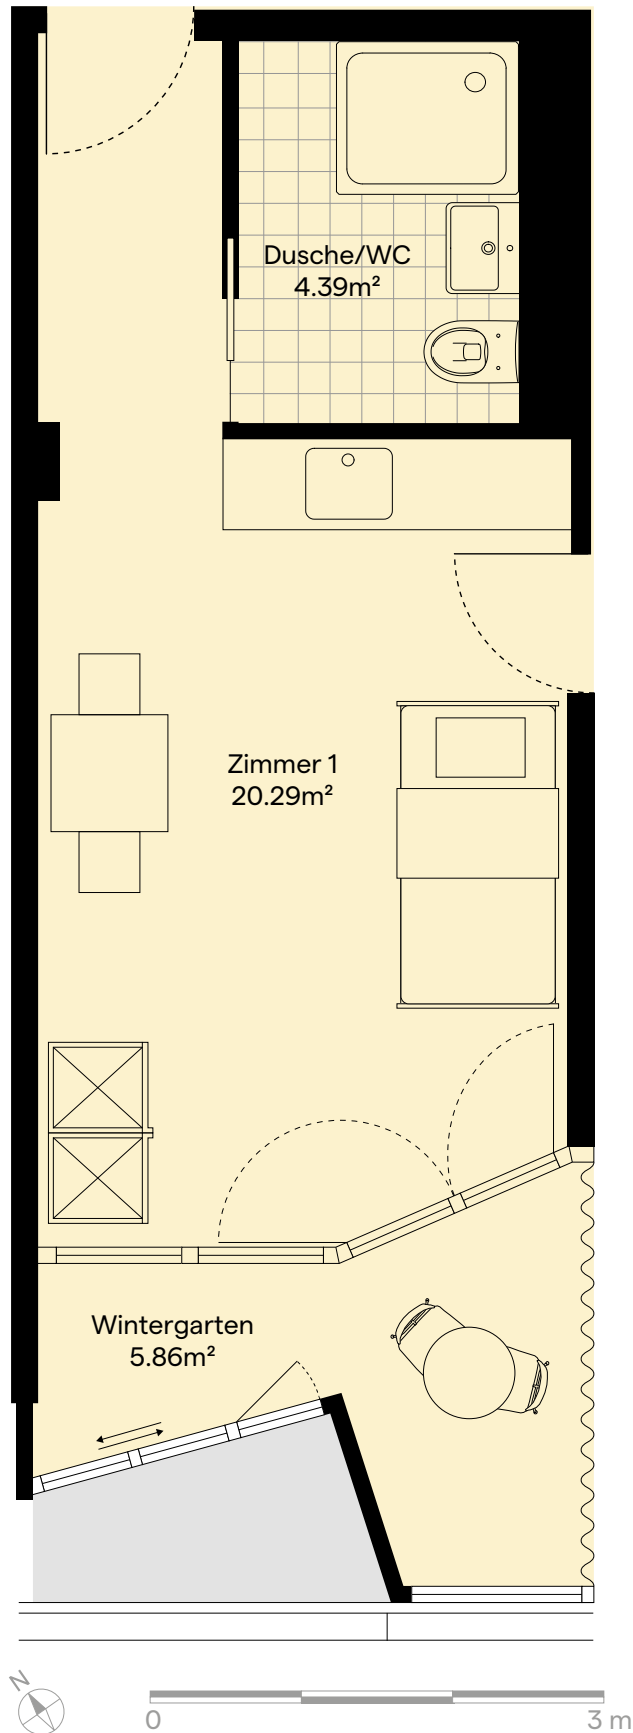 Dusche/WC
4.39m²
Zimmer 1
20.29m²
Wintergarten
5.86m²
N
0
3 m